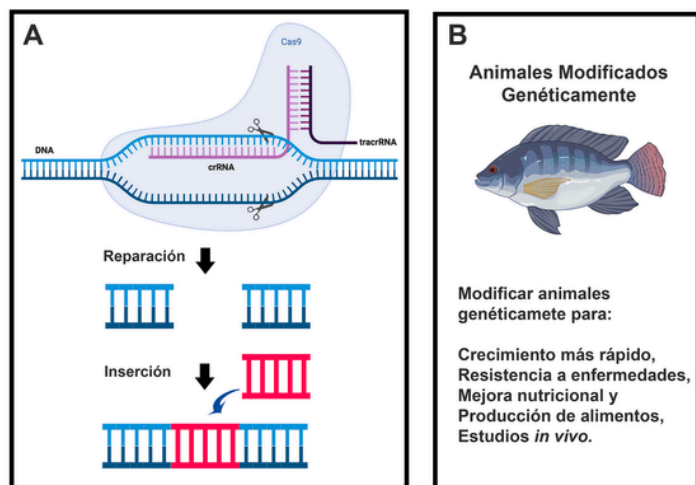 A
Cas9
DNA
tracrRNA
crRNA
Reparación
Inserción
B
Animales Modificados
Genéticamente
Modificar animales
genéticamete para:
Crecimiento más rápido,
Resistencia a enfermedades,
Mejora nutricional y
Producción de alimentos,
Estudios in vivo.